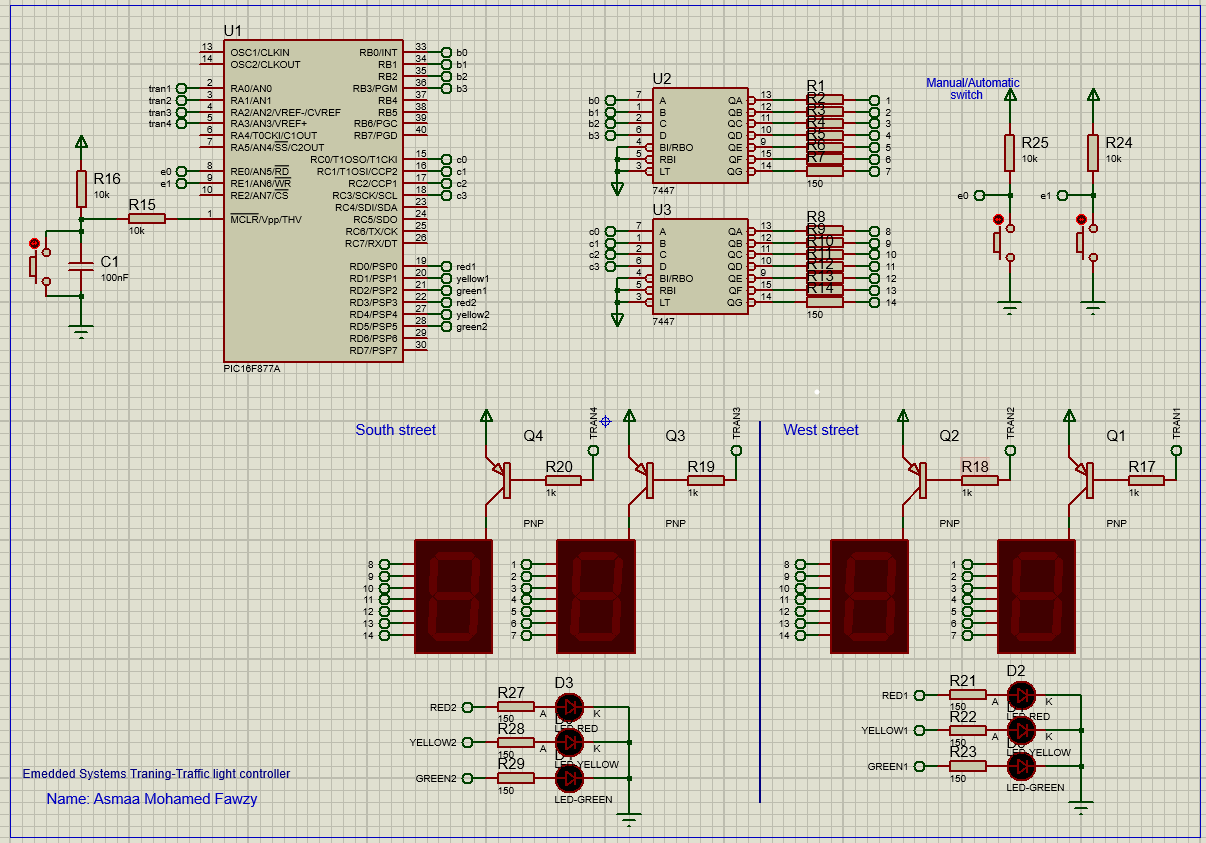 U1
13 OSC1/CLKIN RB0/INT 33 b0
14 OSC2/CLKOUT RB1 34 b1
RB2 35 b2
tran1 2 RA0/AN0 RB3/PGM 36 b3
tran2 3 RA1/AN1 RB4 37
tran3 4 RA2/AN2/VREF-/CVREF RB5 38
tran4 5 RA3/AN3/VREF+ RB6/PGC 39
6 RA4/T0CKI/C1OUT RB7/PGD 40
7 RA5/AN4/SS/C2OUT
RC0/T1OSO/T1CKI 15 c0
e0 8 RE0/AN5/RD RC1/T1OSI/CCP2 16 c1
e1 9 RE1/AN6/WR RC2/CCP1 17 c2
10 RE2/AN7/CS RC3/SCK/SCL 18 c3
RC4/SDI/SDA 23
1 MCLR/Vpp/THV RC5/SDO 24
RC6/TX/CK 25
RC7/RX/DT 26
RD0/PSP0 19 red1
RD1/PSP1 20 yellow1
RD2/PSP2 21 green1
RD3/PSP3 22 red2
RD4/PSP4 27 yellow2
RD5/PSP5 28 green2
RD6/PSP6 29
RD7/PSP7 30
PIC16F877A
R16
10k
R15
10k
C1
100nF
U2
b0 7 A QA 13
b1 1 B QB 12
b2 2 C QC 11
b3 6 D QD 10
4 BI/RBO QE 9
5 RBI QF 15
3 LT QG 14
7447
R1 1
R2 2
R3 3
R4 4
R5 5
R6 6
R7 7
150
U3
c0 7 A QA 13
c1 1 B QB 12
c2 2 C QC 11
c3 6 D QD 10
4 BI/RBO QE 9
5 RBI QF 15
3 LT QG 14
7447
R8 8
R9 9
R10 10
R11 11
R12 12
R13 13
R14 14
150
Manual/Automatic
switch
R25
10k
e0
R24
10k
e1
South street
Q4
TRAN4
R20
1k
PNP
Q3
TRAN3
R19
1k
PNP
West street
Q2
TRAN2
R18
1k
PNP
Q1
TRAN1
R17
1k
PNP
8 1 8 1
9 2 9 2
10 3 10 3
11 4 11 4
12 5 12 5
13 6 13 6
14 7 14 7
RED2 R27 150 A D3 K
LED-RED
YELLOW2 R28 150 A K
LED-YELLOW
GREEN2 R29 150
LED-GREEN
RED1 R21 150 A D2 K
LED-RED
YELLOW1 R22 150 A K
LED-YELLOW
GREEN1 R23 150
LED-GREEN
Emedded Systems Traning-Traffic light controller
Name: Asmaa Mohamed Fawzy